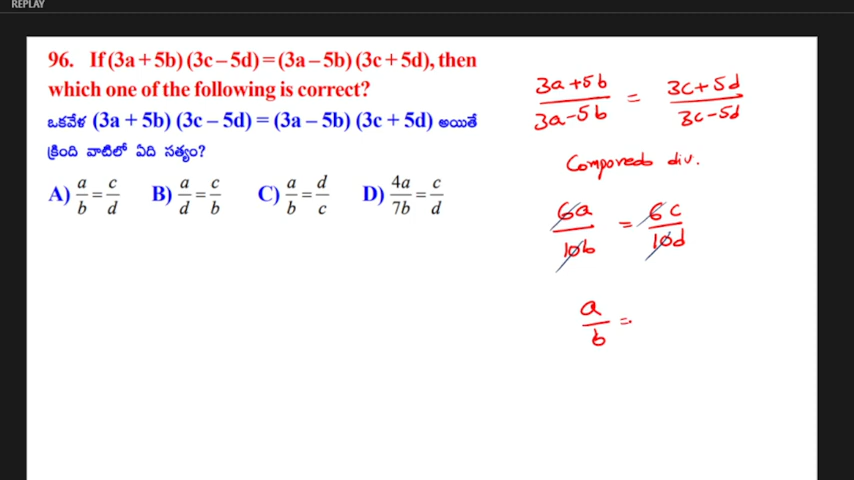 REPLAY
96. If (3a + 5b) (3c – 5d) = (3a – 5b) (3c + 5d), then
which one of the following is correct?
ఒకవేళ (3a + 5b) (3c – 5d) = (3a – 5b) (3c + 5d) అయితే
క్రింది వాటిలో ఏది సత్యం?
A) a/b = c/d B) a/d = c/b C) a/b = d/c D) 4a/7b = c/d
3a+5b/3a-5b = 3c+5d/3c-5d
Componedo div.
6a/10b = 6c/10d
a/b =